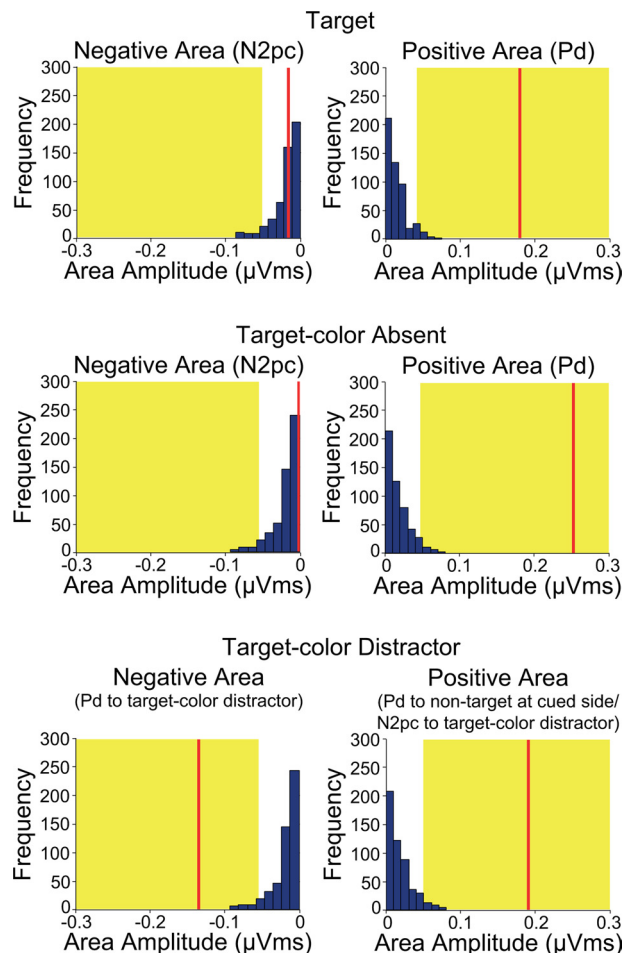 Target
Negative Area (N2pc)
Positive Area (Pd)
Frequency
300
250
200
150
100
50
0
-0.3
-0.2
-0.1
0
Area Amplitude (µVms)
Frequency
300
250
200
150
100
50
0
0
0.1
0.2
0.3
Area Amplitude (µVms)
Target-color Absent
Negative Area (N2pc)
Positive Area (Pd)
Frequency
300
250
200
150
100
50
0
-0.3
-0.2
-0.1
0
Area Amplitude (µVms)
Frequency
300
250
200
150
100
50
0
0
0.1
0.2
0.3
Area Amplitude (µVms)
Target-color Distractor
Negative Area
(Pd to target-color distractor)
Positive Area
(Pd to non-target at cued side/
N2pc to target-color distractor)
Frequency
300
250
200
150
100
50
0
-0.3
-0.2
-0.1
0
Area Amplitude (µVms)
Frequency
300
250
200
150
100
50
0
0
0.1
0.2
0.3
Area Amplitude (µVms)